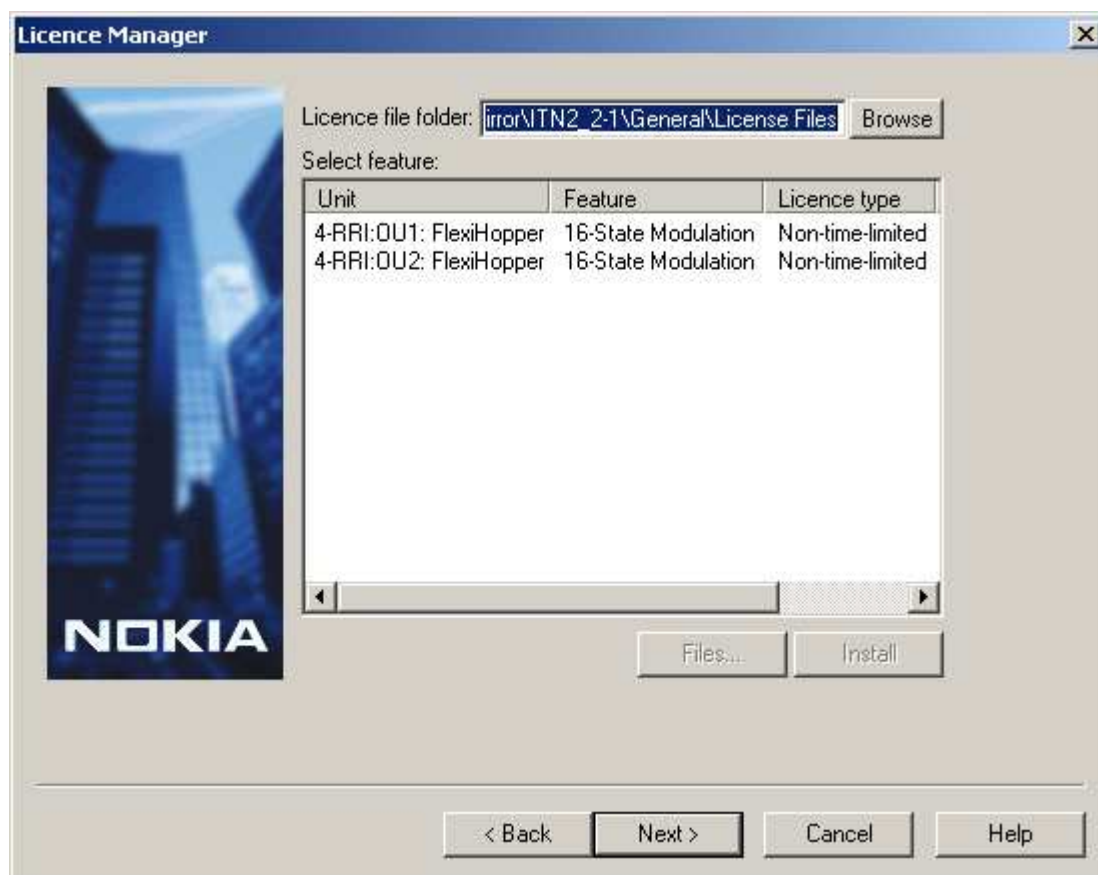 Licence Manager
Licence file folder: irror\ITN2_2-1\General\License Files Browse
Select feature:
Unit Feature Licence type
4-RRI:OU1: FlexiHopper 16-State Modulation Non-time-limited
4-RRI:OU2: FlexiHopper 16-State Modulation Non-time-limited
NOKIA
Files... Install
< Back Next > Cancel Help